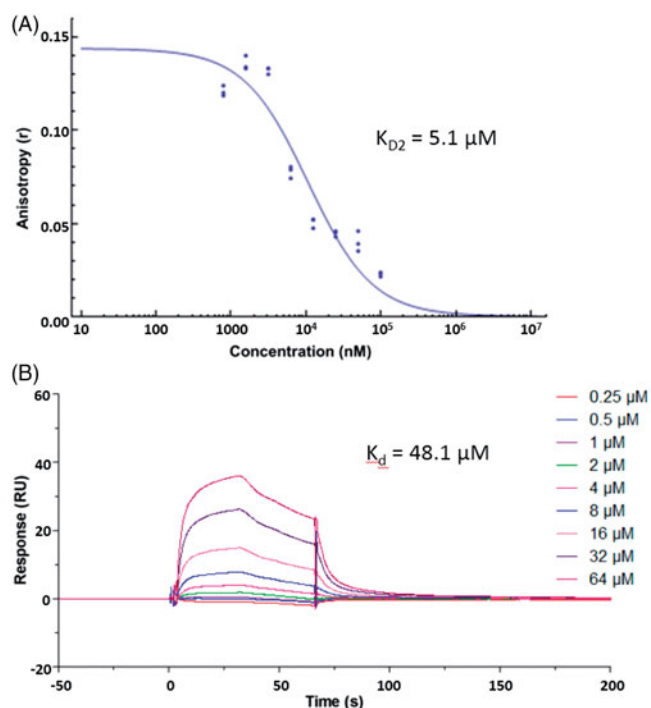 (A)
0.15
0.10
0.05
0.00
Anisotropy (r)
K_D2 = 5.1 µM
10 100 1000 10^4 10^5 10^6 10^7
Concentration (nM)
(B)
60
40
20
0
-20
Response (RU)
K_d = 48.1 µM
0.25 µM
0.5 µM
1 µM
2 µM
4 µM
8 µM
16 µM
32 µM
64 µM
-50 0 50 100 150 200
Time (s)